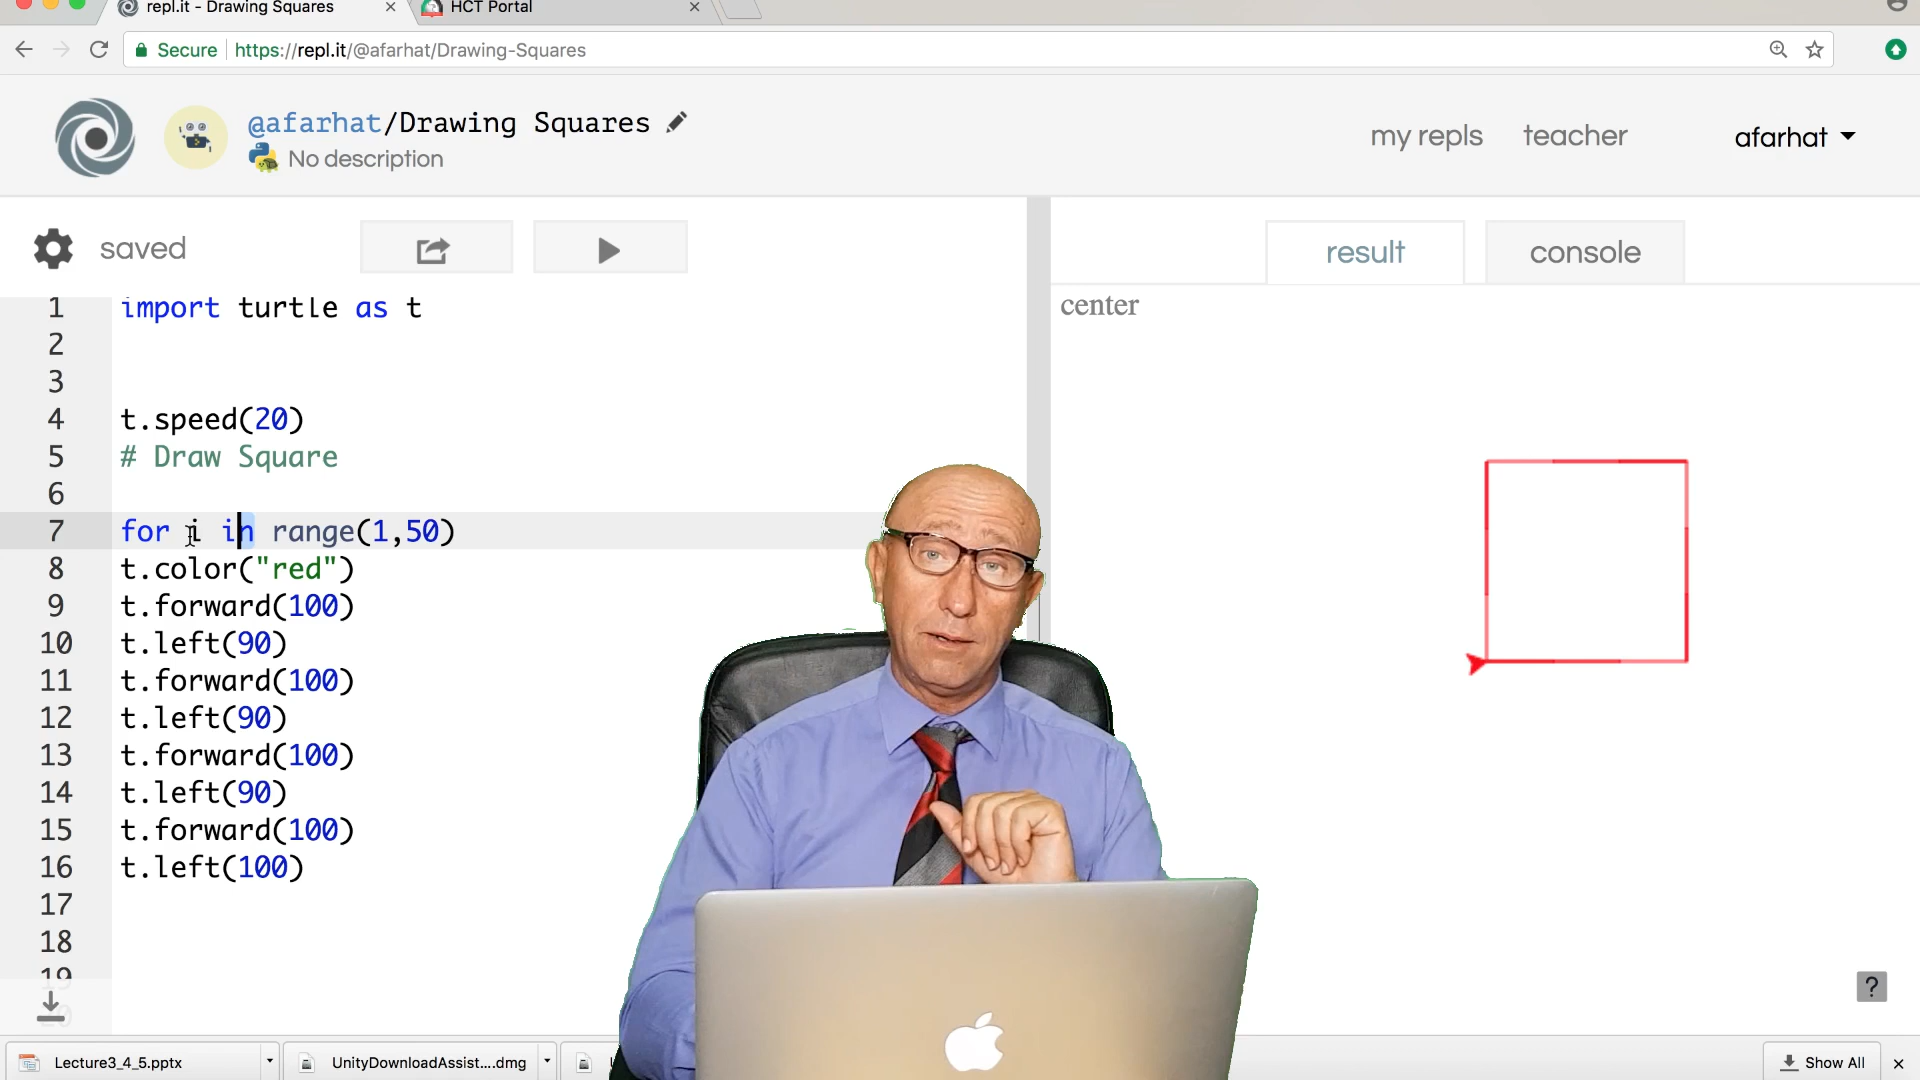 repl.it - Drawing Squares
HCT Portal
Secure https://repl.it/@afarhat/Drawing-Squares
@afarhat/Drawing Squares
No description
my repls teacher afarhat
saved
result console
center
1 import turtle as t
2
3
4 t.speed(20)
5 # Draw Square
6
7 for i in range(1,50)
8 t.color("red")
9 t.forward(100)
10 t.left(90)
11 t.forward(100)
12 t.left(90)
13 t.forward(100)
14 t.left(90)
15 t.forward(100)
16 t.left(100)
17
18
19
?
Lecture3_4_5.pptx
UnityDownloadAssist....dmg
Show All